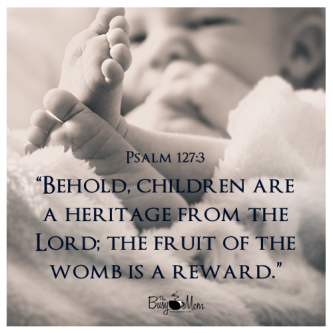 Psalm 127:3
“Behold, children are
a heritage from the
Lord; the fruit of the
womb is a reward.”
The Busy Mom